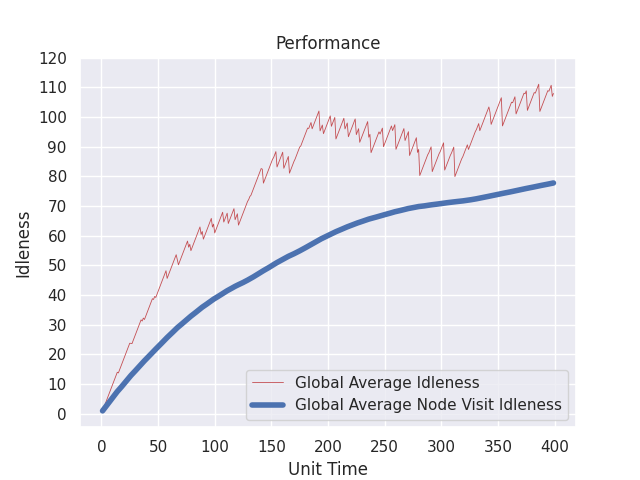 Performance
120
110
100
90
80
70
60
50
40
30
20
10
0
Idleness
0 50 100 150 200 250 300 350 400
Unit Time
Global Average Idleness
Global Average Node Visit Idleness